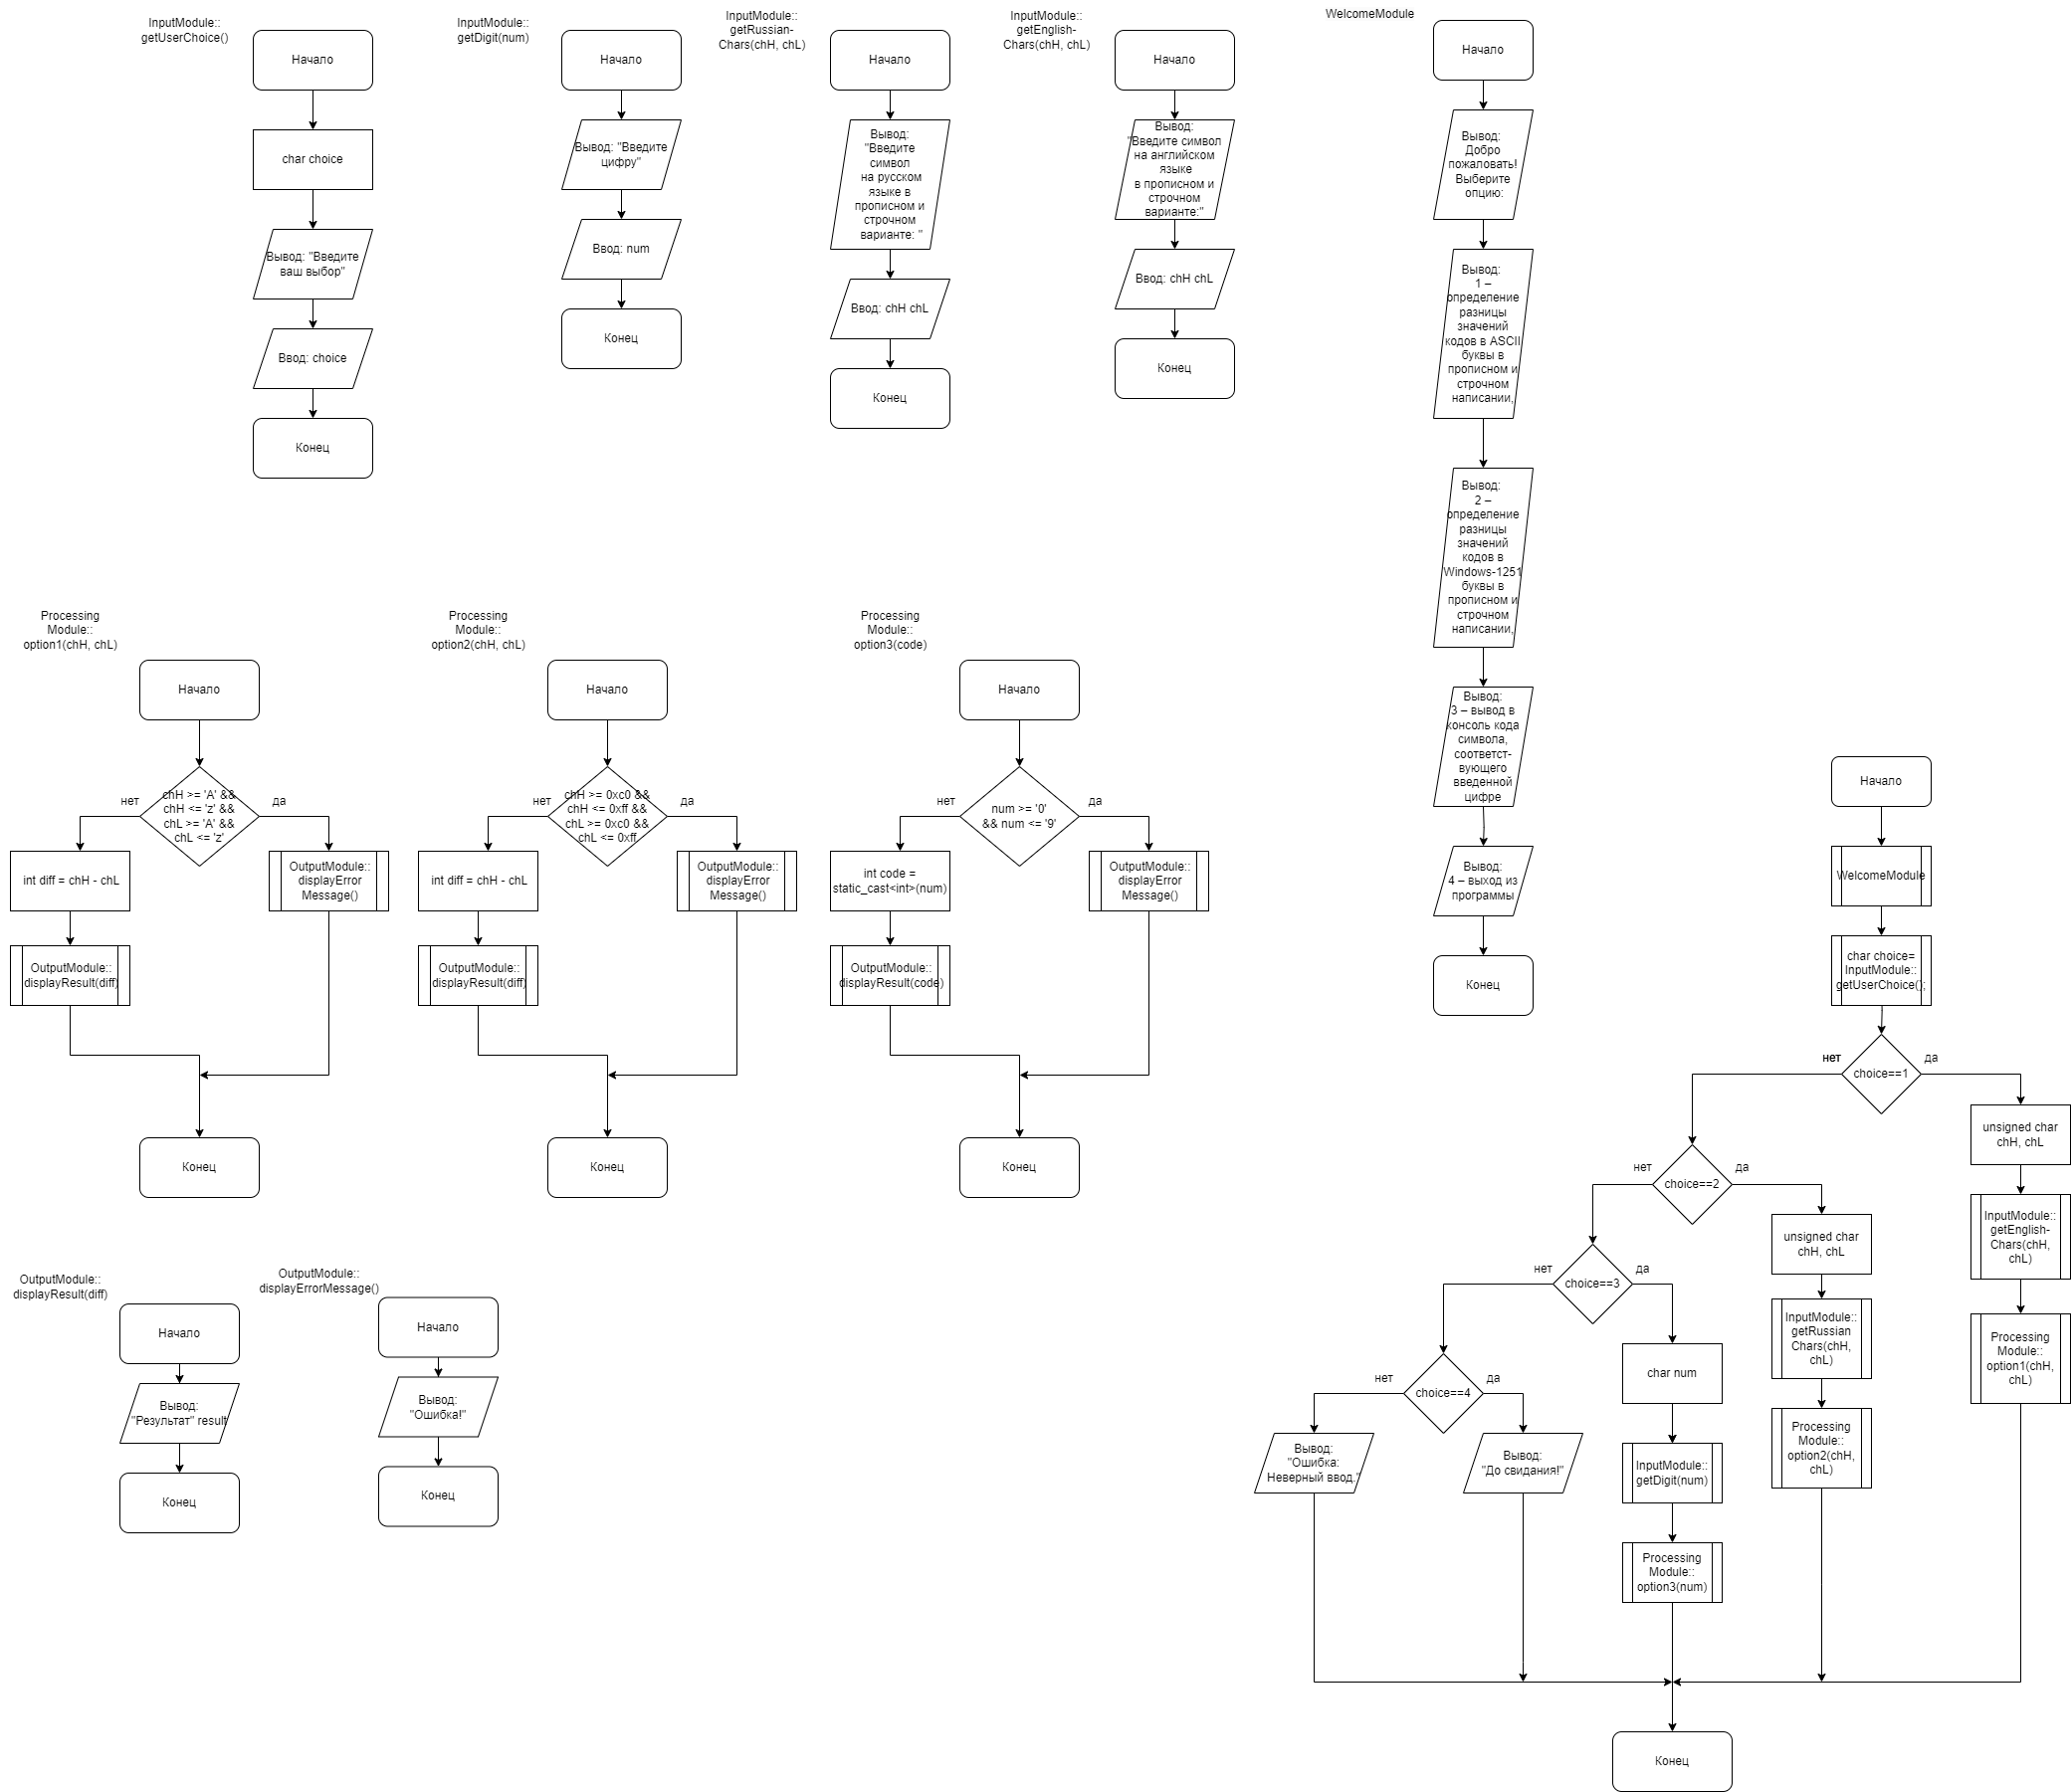 InputModule::
getUserChoice()
Начало
char choice
Вывод: "Введите
ваш выбор"
Ввод: choice
Конец
InputModule::
getDigit(num)
Начало
Вывод: "Введите
цифру"
Ввод: num
Конец
InputModule::
getRussian-
Chars(chH, chL)
Начало
Вывод:
"Введите
символ
на русском
языке в
прописном и
строчном
варианте: "
Ввод: chH chL
Конец
InputModule::
getEnglish-
Chars(chH, chL)
Начало
Вывод:
"Введите символ
на английском
языке
в прописном и
строчном
варианте:"
Ввод: chH chL
Конец
WelcomeModule
Начало
Вывод:
Добро
пожаловать!
Выберите
опцию:
Вывод:
1 –
определение
разницы
значений
кодов в ASCII
буквы в
прописном и
строчном
написании,
Вывод:
2 –
определение
разницы
значений
кодов в
Windows-1251
буквы в
прописном и
строчном
написании,
Вывод:
3 – вывод в
консоль кода
символа,
соответст-
вующего
введенной
цифре
Вывод:
4 – выход из
программы
Конец
Processing
Module::
option1(chH, chL)
Начало
chH >= 'A' &&
chH <= 'z' &&
chL >= 'A' &&
chL <= 'z'
нет
да
int diff = chH - chL
OutputModule::
displayError
Message()
OutputModule::
displayResult(diff)
Конец
Processing
Module::
option2(chH, chL)
Начало
chH >= 0xc0 &&
chH <= 0xff &&
chL >= 0xc0 &&
chL <= 0xff
нет
да
int diff = chH - chL
OutputModule::
displayError
Message()
OutputModule::
displayResult(diff)
Конец
Processing
Module::
option3(code)
Начало
num >= '0'
&& num <= '9'
нет
да
int code =
static_cast<int>(num)
OutputModule::
displayError
Message()
OutputModule::
displayResult(code)
Конец
OutputModule::
displayResult(diff)
Начало
Вывод:
"Результат" result
Конец
OutputModule::
displayErrorMessage()
Начало
Вывод:
"Ошибка!"
Конец
Начало
WelcomeModule
char choice=
InputModule::
getUserChoice();
нет
да
choice==1
unsigned char
chH, chL
InputModule::
getEnglish-
Chars(chH,
chL)
Processing
Module::
option1(chH,
chL)
нет
да
choice==2
unsigned char
chH, chL
InputModule::
getRussian
Chars(chH,
chL)
Processing
Module::
option2(chH,
chL)
нет
да
choice==3
char num
InputModule::
getDigit(num)
Processing
Module::
option3(num)
нет
да
choice==4
Вывод:
"Ошибка:
Неверный ввод."
Вывод:
"До свидания!"
Конец